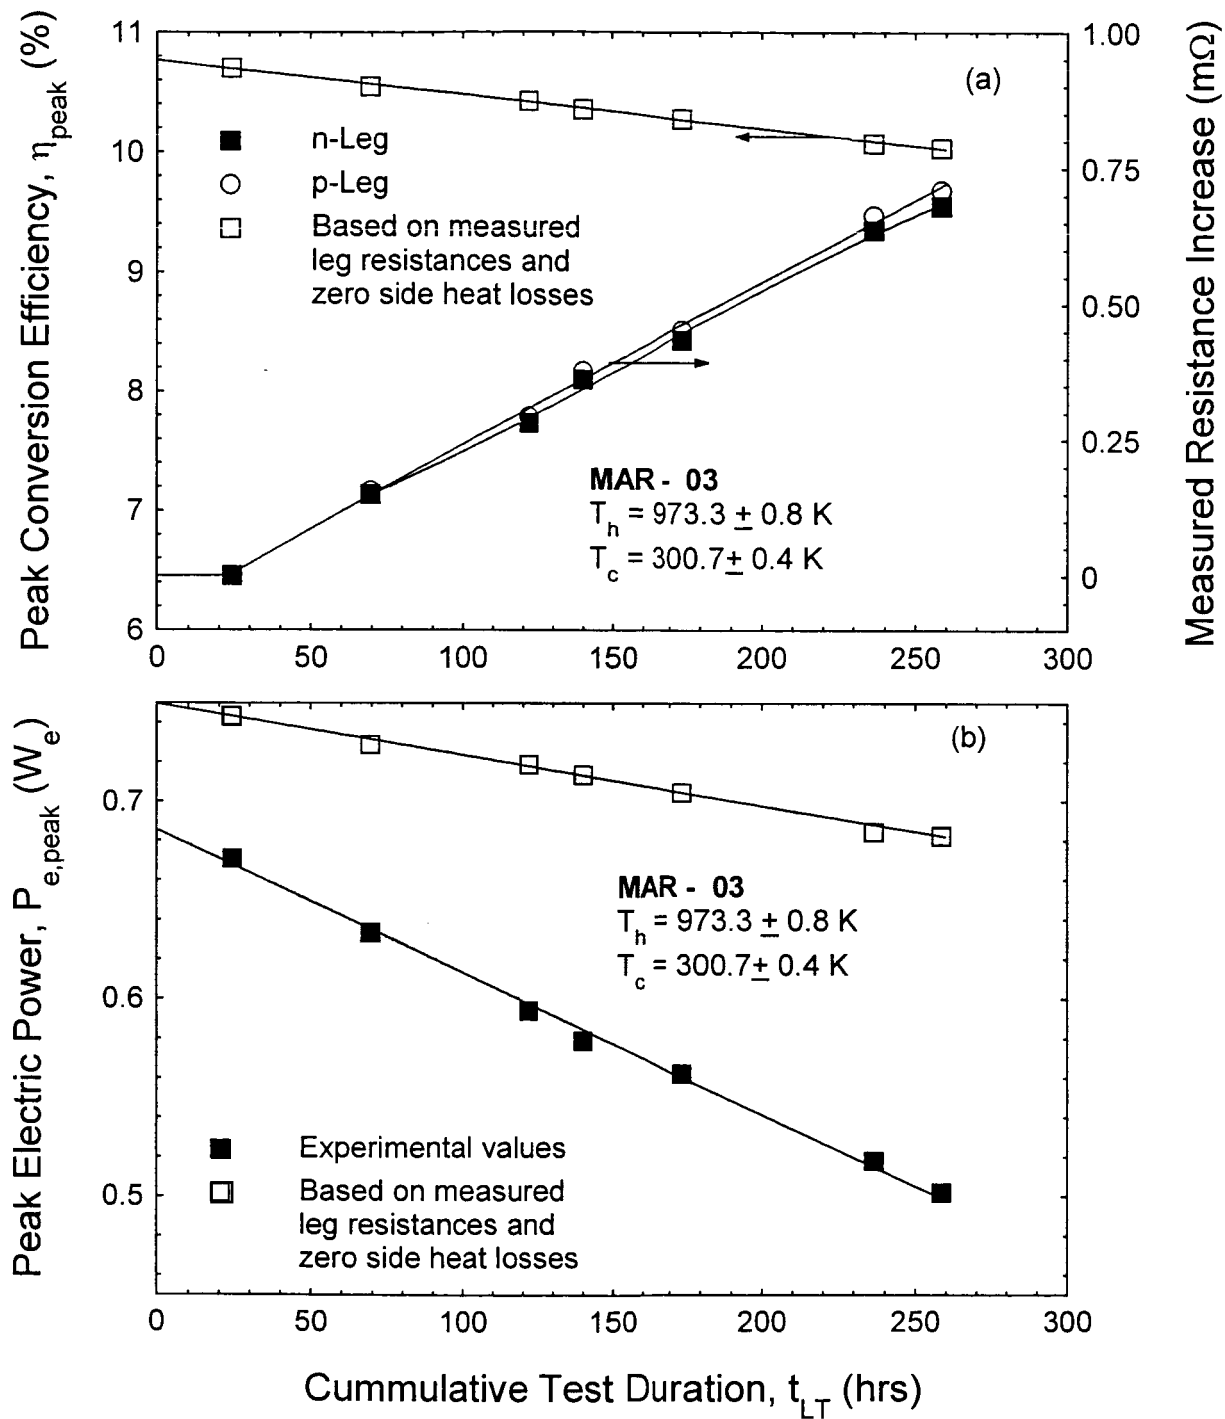 Peak Conversion Efficiency, η_peak (%)
11
10
9
8
7
6
(a)
n-Leg
p-Leg
Based on measured
leg resistances and
zero side heat losses
MAR - 03
T_h = 973.3 ± 0.8 K
T_c = 300.7± 0.4 K
1.00
0.75
0.50
0.25
0
Measured Resistance Increase (mΩ)
0 50 100 150 200 250 300
Peak Electric Power, P_e,peak (W_e)
0.7
0.6
0.5
(b)
MAR - 03
T_h = 973.3 ± 0.8 K
T_c = 300.7± 0.4 K
Experimental values
Based on measured
leg resistances and
zero side heat losses
0 50 100 150 200 250 300
Cummulative Test Duration, t_LT (hrs)